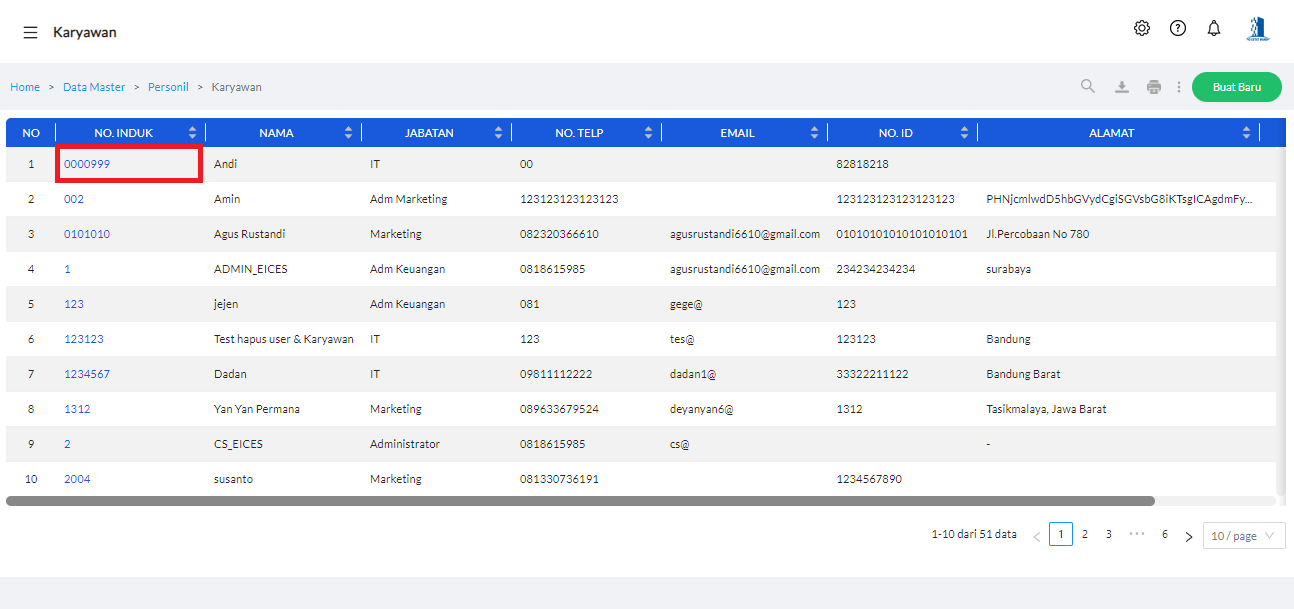 Karyawan
Home > Data Master > Personil > Karyawan
Buat Baru
NO NO. INDUK NAMA JABATAN NO. TELP EMAIL NO. ID ALAMAT
1 0000999 Andi IT 00 82818218
2 002 Amin Adm Marketing 123123123123123 123123123123123123 PHNjcmlwdD5hbGVydCgiSGVsbG8iKTsgICAgdmFy...
3 0101010 Agus Rustandi Marketing 082320366610 agusrustandi6610@gmail.com 01010101010101010101 Jl.Percobaan No 780
4 1 ADMIN_EICES Adm Keuangan 0818615985 agusrustandi6610@gmail.com 234234234234 surabaya
5 123 jejen Adm Keuangan 081 gege@ 123
6 123123 Test hapus user & Karyawan IT 123 tes@ 123123 Bandung
7 1234567 Dadan IT 09811112222 dadan1@ 33322211122 Bandung Barat
8 1312 Yan Yan Permana Marketing 089633679524 deyanyan6@ 1312 Tasikmalaya, Jawa Barat
9 2 CS_EICES Administrator 0818615985 cs@ -
10 2004 susanto Marketing 081330736191 1234567890
1-10 dari 51 data < 1 2 3 ••• 6 > 10 / page